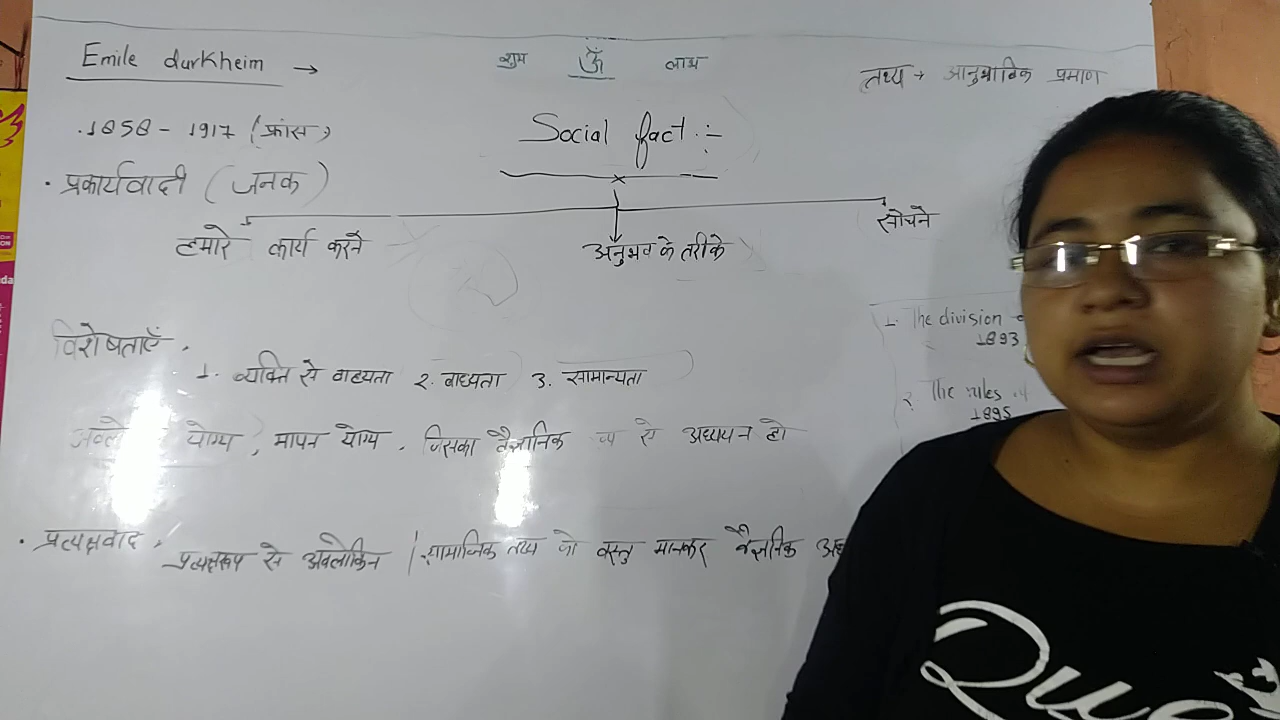 Emile durkheim →
शुभ ॐ लाभ
तथ्य → आनुभाविक प्रमाण
.1858 - 1917 (फ्रांस)
Social fact :-
• प्रकार्यवादी (जनक)
हमारे कार्य करने
अनुभव के तरीके
सोचने
विशेषताएँ
1. व्यक्ति से वाह्यता 2. बाध्यता 3. सामान्यता
योग्य, मापन योग्य, जिसका वैज्ञानिक से अध्ययन हो
• प्रत्यक्षवाद,
प्रत्यक्षरूप से अवलोकिन / सामाजिक तथ्य को वस्तु मानकर
1. The division
1893
2. The rules
1895